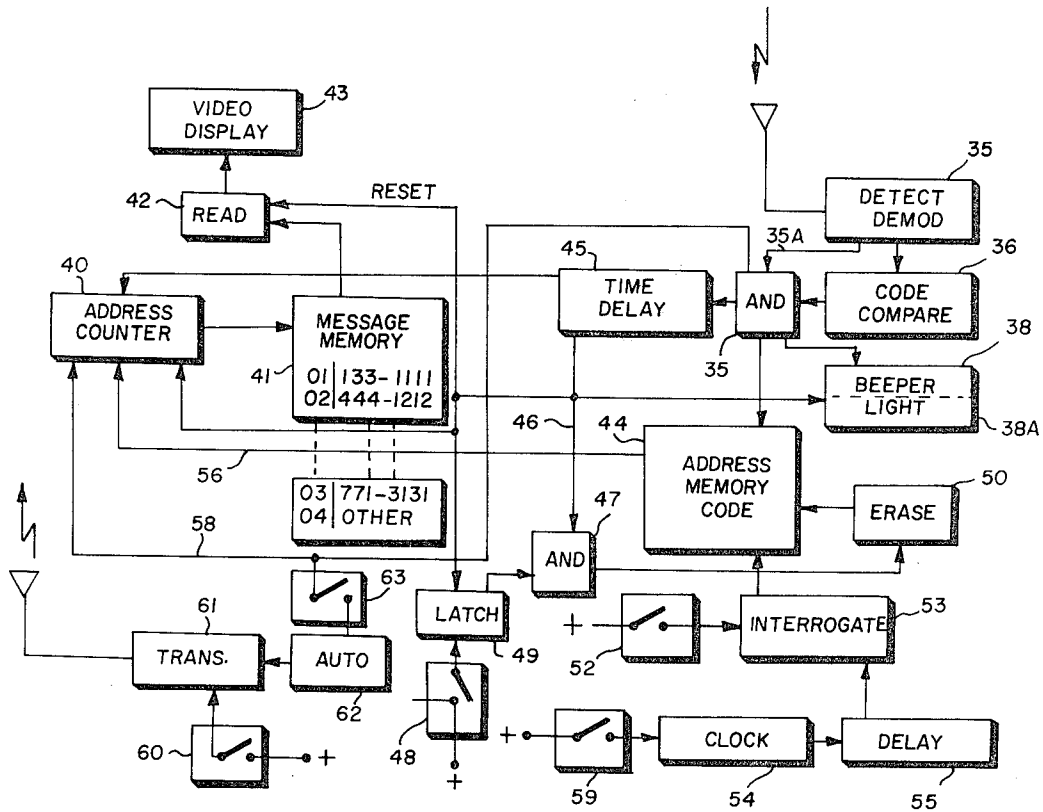 VIDEO
DISPLAY
43
42
READ
RESET
35
DETECT
DEMOD
35A
36
CODE
COMPARE
45
TIME
DELAY
AND
35
40
ADDRESS
COUNTER
MESSAGE
MEMORY
41
01 133-1111
02 444-1212
03 771-3131
04 OTHER
38
BEEPER
LIGHT
38A
46
44
ADDRESS
MEMORY
CODE
56
50
ERASE
47
AND
58
63
LATCH
49
+
52
INTERROGATE
53
61
TRANS.
AUTO
62
48
+
60
+
+
59
CLOCK
54
DELAY
55